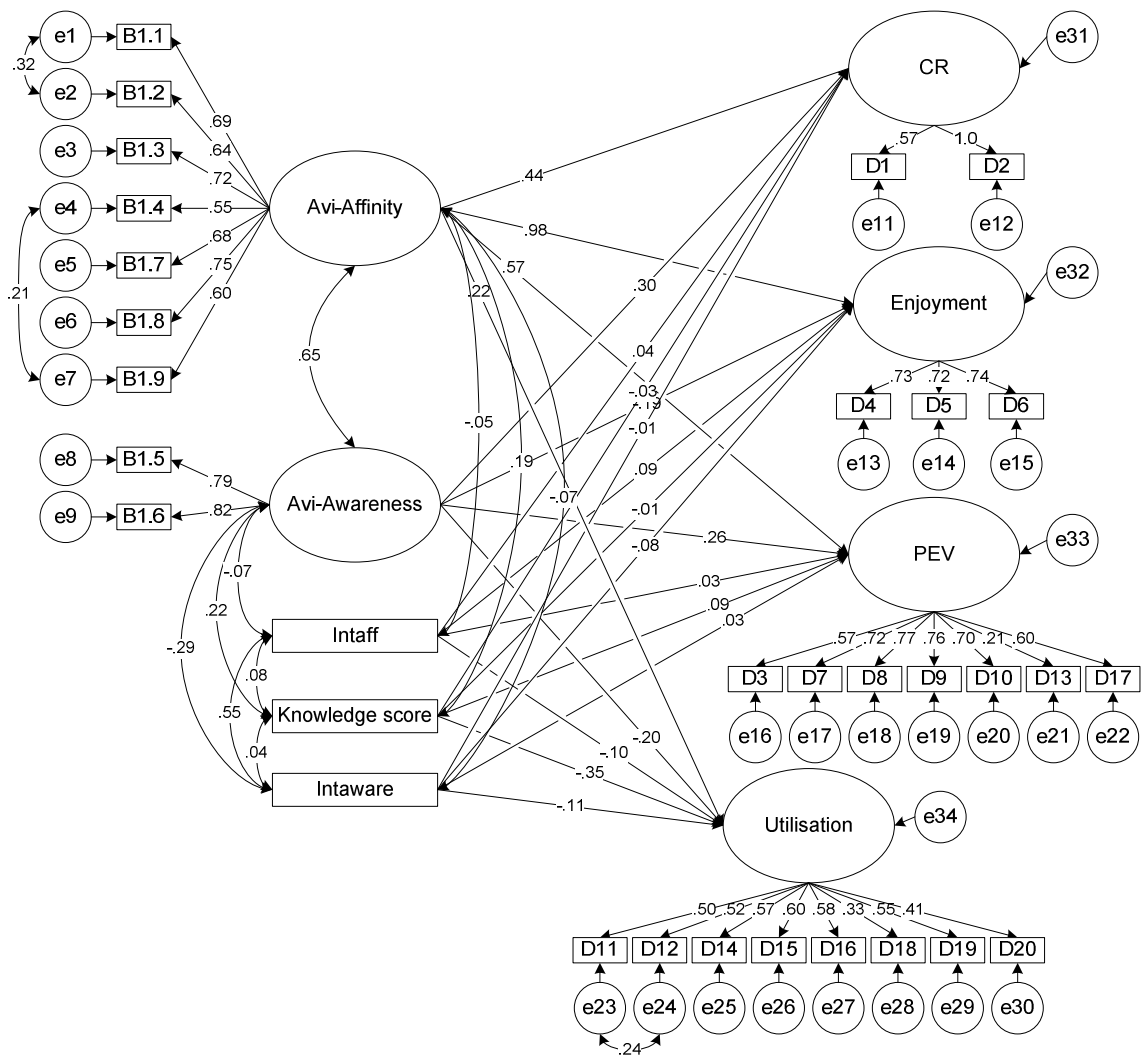 e1 B1.1
.32
e2 B1.2
e3 B1.3
e4 B1.4
e5 B1.7
.21
e6 B1.8
e7 B1.9
.69
.64
.72
.55
.68
.75
.60
Avi-Affinity
.65
e8 B1.5
.79
e9 B1.6
.82
Avi-Awareness
-.07
.22
-.29
Intaff
.08
.55
Knowledge score
.04
Intaware
.44
.98
.57
.22
.30
.04
-.03
-.19
-.05
-.01
.19
.09
-.07
-.01
-.08
.26
.03
.09
.03
-.20
-.10
-.35
-.11
CR
e31
.57 1.0
D1 D2
e11 e12
Enjoyment
e32
.73 .72 .74
D4 D5 D6
e13 e14 e15
PEV
e33
.57 .72 .77 .76 .70 .21 .60
D3 D7 D8 D9 D10 D13 D17
e16 e17 e18 e19 e20 e21 e22
Utilisation
e34
.50 .52 .57 .60 .58 .33 .55 .41
D11 D12 D14 D15 D16 D18 D19 D20
e23 e24 e25 e26 e27 e28 e29 e30
.24